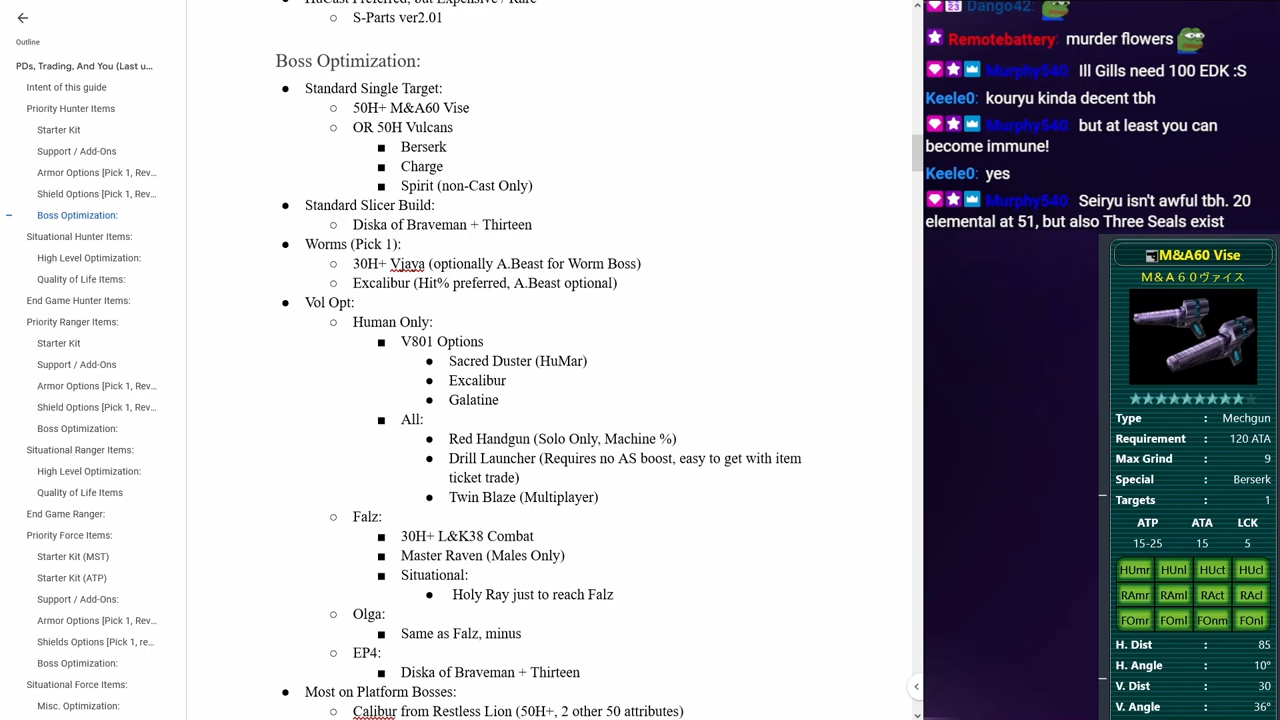 Outline
PDs, Trading, And You (Last u...
Intent of this guide
Priority Hunter Items
Starter Kit
Support / Add-Ons
Armor Options [Pick 1, Rev...
Shield Options [Pick 1, Rev...
Boss Optimization:
Situational Hunter Items:
High Level Optimization:
Quality of Life Items:
End Game Hunter Items:
Priority Ranger Items:
Starter Kit
Support / Add-Ons
Armor Options [Pick 1, Rev...
Shield Options [Pick 1, Rev...
Boss Optimization:
Situational Ranger Items:
High Level Optimization:
Quality of Life Items
End Game Ranger:
Priority Force Items:
Starter Kit (MST)
Starter Kit (ATP)
Support / Add-Ons:
Armor Options [Pick 1, Rev...
Shields Options [Pick 1, re...
Boss Optimization:
Situational Force Items:
Misc. Optimization:
HuCast Preferred, but Expensive / Rare
S-Parts ver2.01
Boss Optimization:
Standard Single Target:
50H+ M&A60 Vise
OR 50H Vulcans
Berserk
Charge
Spirit (non-Cast Only)
Standard Slicer Build:
Diska of Braveman + Thirteen
Worms (Pick 1):
30H+ Vjaya (optionally A.Beast for Worm Boss)
Excalibur (Hit% preferred, A.Beast optional)
Vol Opt:
Human Only:
V801 Options
Sacred Duster (HuMar)
Excalibur
Galatine
All:
Red Handgun (Solo Only, Machine %)
Drill Launcher (Requires no AS boost, easy to get with item
ticket trade)
Twin Blaze (Multiplayer)
Falz:
30H+ L&K38 Combat
Master Raven (Males Only)
Situational:
Holy Ray just to reach Falz
Olga:
Same as Falz, minus
EP4:
Diska of Braveman + Thirteen
Most on Platform Bosses:
Calibur from Restless Lion (50H+, 2 other 50 attributes)
23 Dango42:
Remotebattery: murder flowers
Murphy540: Ill Gills need 100 EDK :S
Keele0: kouryu kinda decent tbh
Murphy540: but at least you can
become immune!
Keele0: yes
Murphy540: Seiryu isn't awful tbh. 20
elemental at 51, but also Three Seals exist
M&A60 Vise
M&A60ヴァイス
Type : Mechgun
Requirement : 120 ATA
Max Grind : 9
Special : Berserk
Targets : 1
ATP ATA LCK
15-25 15 5
HUmr HUnl HUct HUcl
RAmr RAml RAct RAcl
FOmr FOml FOnm FOnl
H. Dist : 85
H. Angle : 10°
V. Dist : 30
V. Angle : 36°